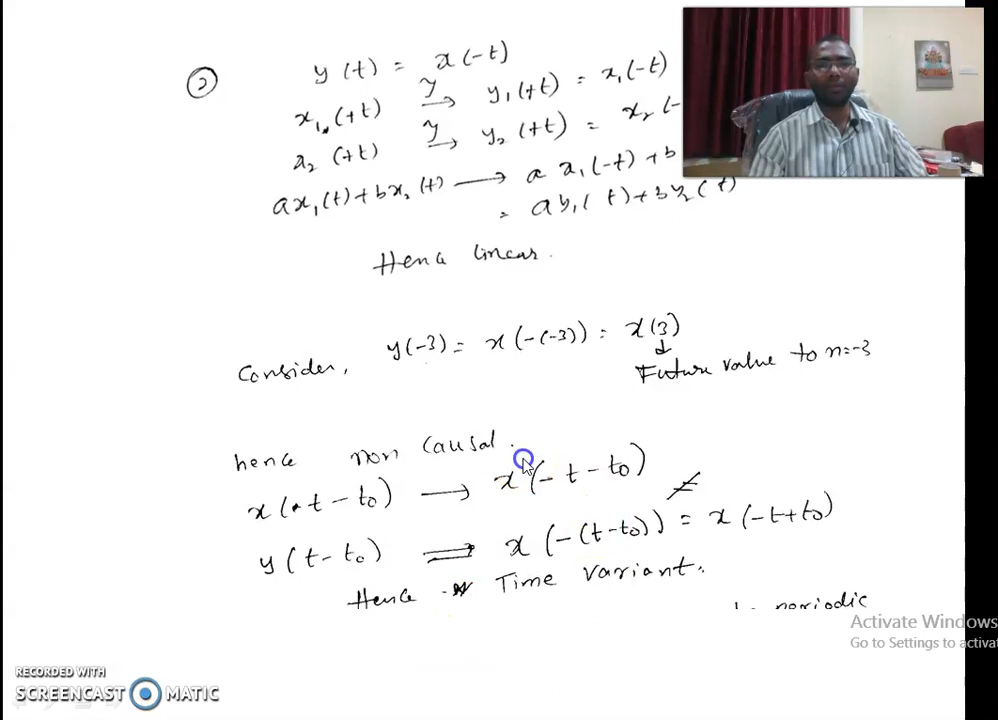 2
y(t) = x(-t)
x₁(t) y→ y₁(t) = x₁(-t)
x₂(t) y→ y₂(t) = x₂(-
ax₁(t)+bx₂(t) → a x₁(-t)+b
= ay₁(t)+by₂(t)
Hence linear.
Consider, y(-3) = x(-(-3)) = x(3)
↓
Future value to n=-3
hence non causal.
x(t-t₀) → x(-t-t₀)
≠
y(t-t₀) ⇒ x(-(t-t₀)) = x(-t+t₀)
Hence Time variant.
periodic
Activate Windows
Go to Settings to activa
RECORDED WITH
SCREENCAST MATIC